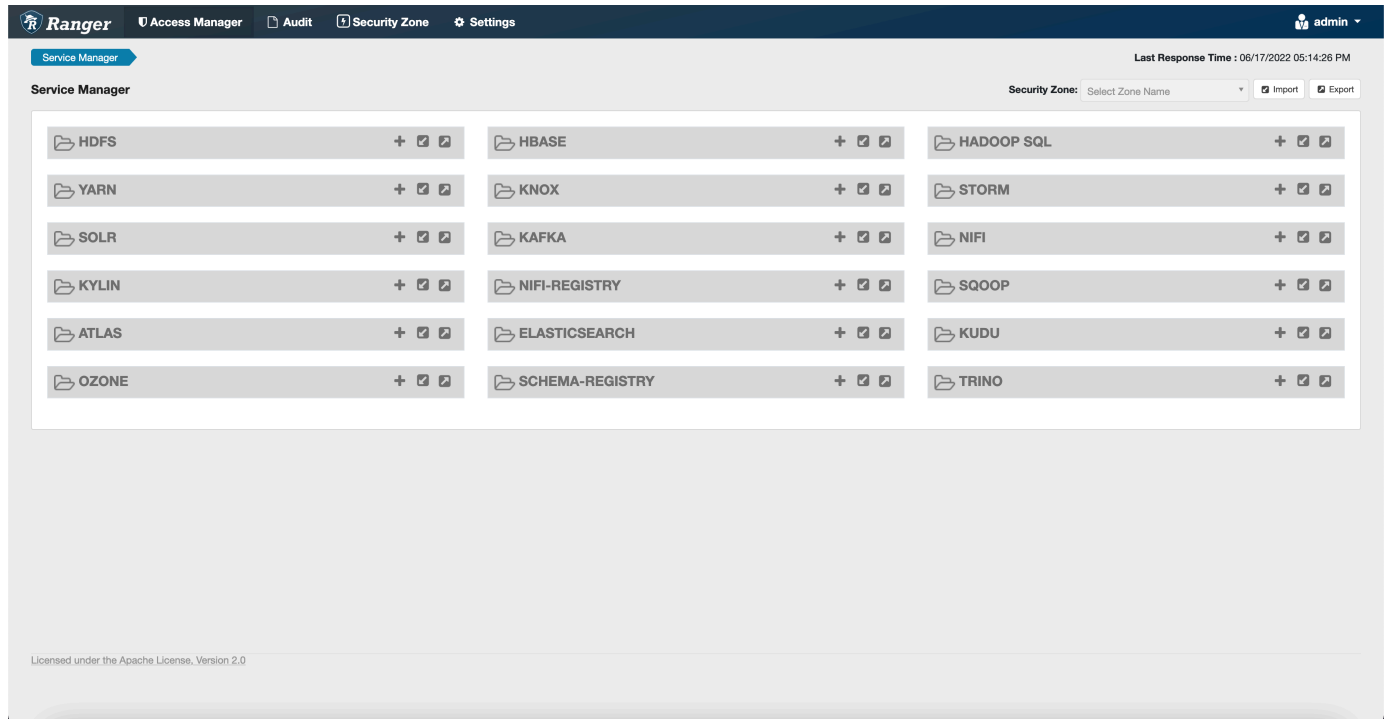 Ranger Access Manager Audit Security Zone Settings admin
Service Manager Last Response Time : 06/17/2022 05:14:26 PM
Service Manager Security Zone: Select Zone Name Import Export
HDFS HBASE HADOOP SQL
YARN KNOX STORM
SOLR KAFKA NIFI
KYLIN NIFI-REGISTRY SQOOP
ATLAS ELASTICSEARCH KUDU
OZONE SCHEMA-REGISTRY TRINO
Licensed under the Apache License, Version 2.0